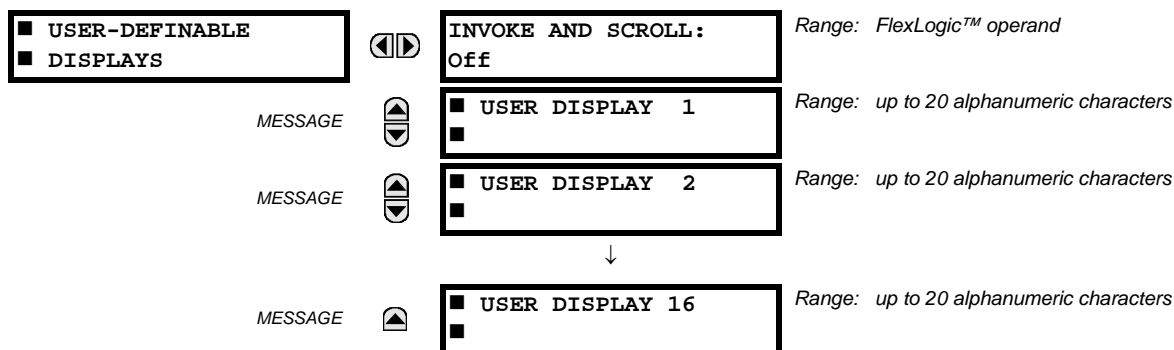 ■ USER-DEFINABLE
■ DISPLAYS
INVOKE AND SCROLL:
Off
Range: FlexLogic™ operand
MESSAGE
■ USER DISPLAY 1
■
Range: up to 20 alphanumeric characters
MESSAGE
■ USER DISPLAY 2
■
Range: up to 20 alphanumeric characters
↓
MESSAGE
■ USER DISPLAY 16
■
Range: up to 20 alphanumeric characters